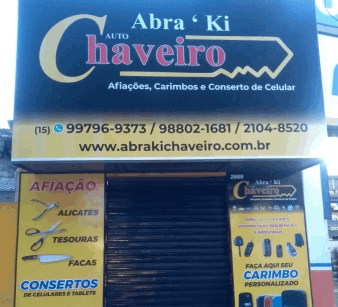 Abra ‘ Ki
AUTO
Chaveiro
Afiações, Carimbos e Conserto de Celular
(15) 99796-9373 / 98802-1681 / 2104-8520
www.abrakichaveiro.com.br
AFIAÇÃO
ALICATES
TESOURAS
FACAS
CONSERTOS
DE CELULARES E TABLETS
Abra ‘ Ki
Chaveiro
FAÇA AQUI SEU
CARIMBO
PERSONALIZADO